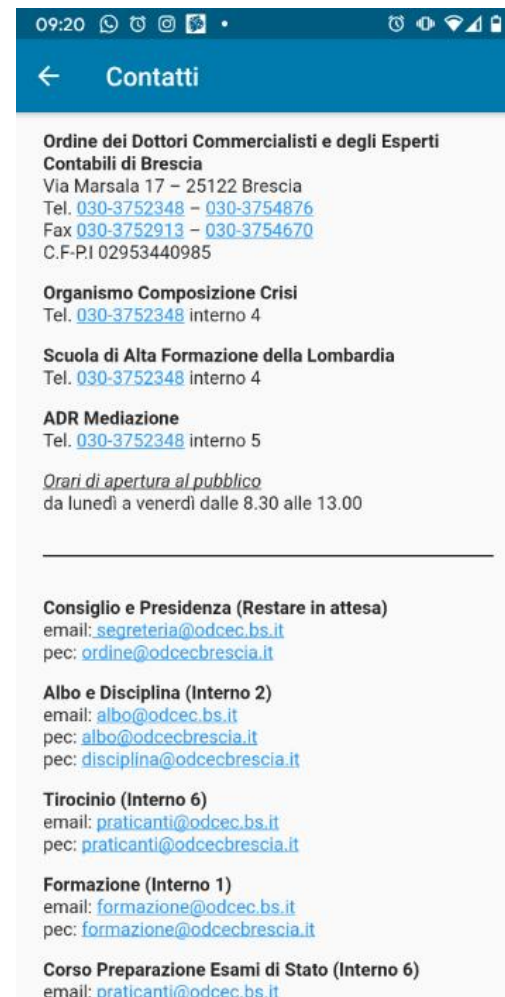 09:20
Contatti
Ordine dei Dottori Commercialisti e degli Esperti
Contabili di Brescia
Via Marsala 17 – 25122 Brescia
Tel. 030-3752348 – 030-3754876
Fax 030-3752913 – 030-3754670
C.F-P.I 02953440985
Organismo Composizione Crisi
Tel. 030-3752348 interno 4
Scuola di Alta Formazione della Lombardia
Tel. 030-3752348 interno 4
ADR Mediazione
Tel. 030-3752348 interno 5
Orari di apertura al pubblico
da lunedì a venerdì dalle 8.30 alle 13.00
Consiglio e Presidenza (Restare in attesa)
email: segreteria@odcec.bs.it
pec: ordine@odcecbrescia.it
Albo e Disciplina (Interno 2)
email: albo@odcec.bs.it
pec: albo@odcecbrescia.it
pec: disciplina@odcecbrescia.it
Tirocinio (Interno 6)
email: praticanti@odcec.bs.it
pec: praticanti@odcecbrescia.it
Formazione (Interno 1)
email: formazione@odcec.bs.it
pec: formazione@odcecbrescia.it
Corso Preparazione Esami di Stato (Interno 6)
email: praticanti@odcec.bs.it